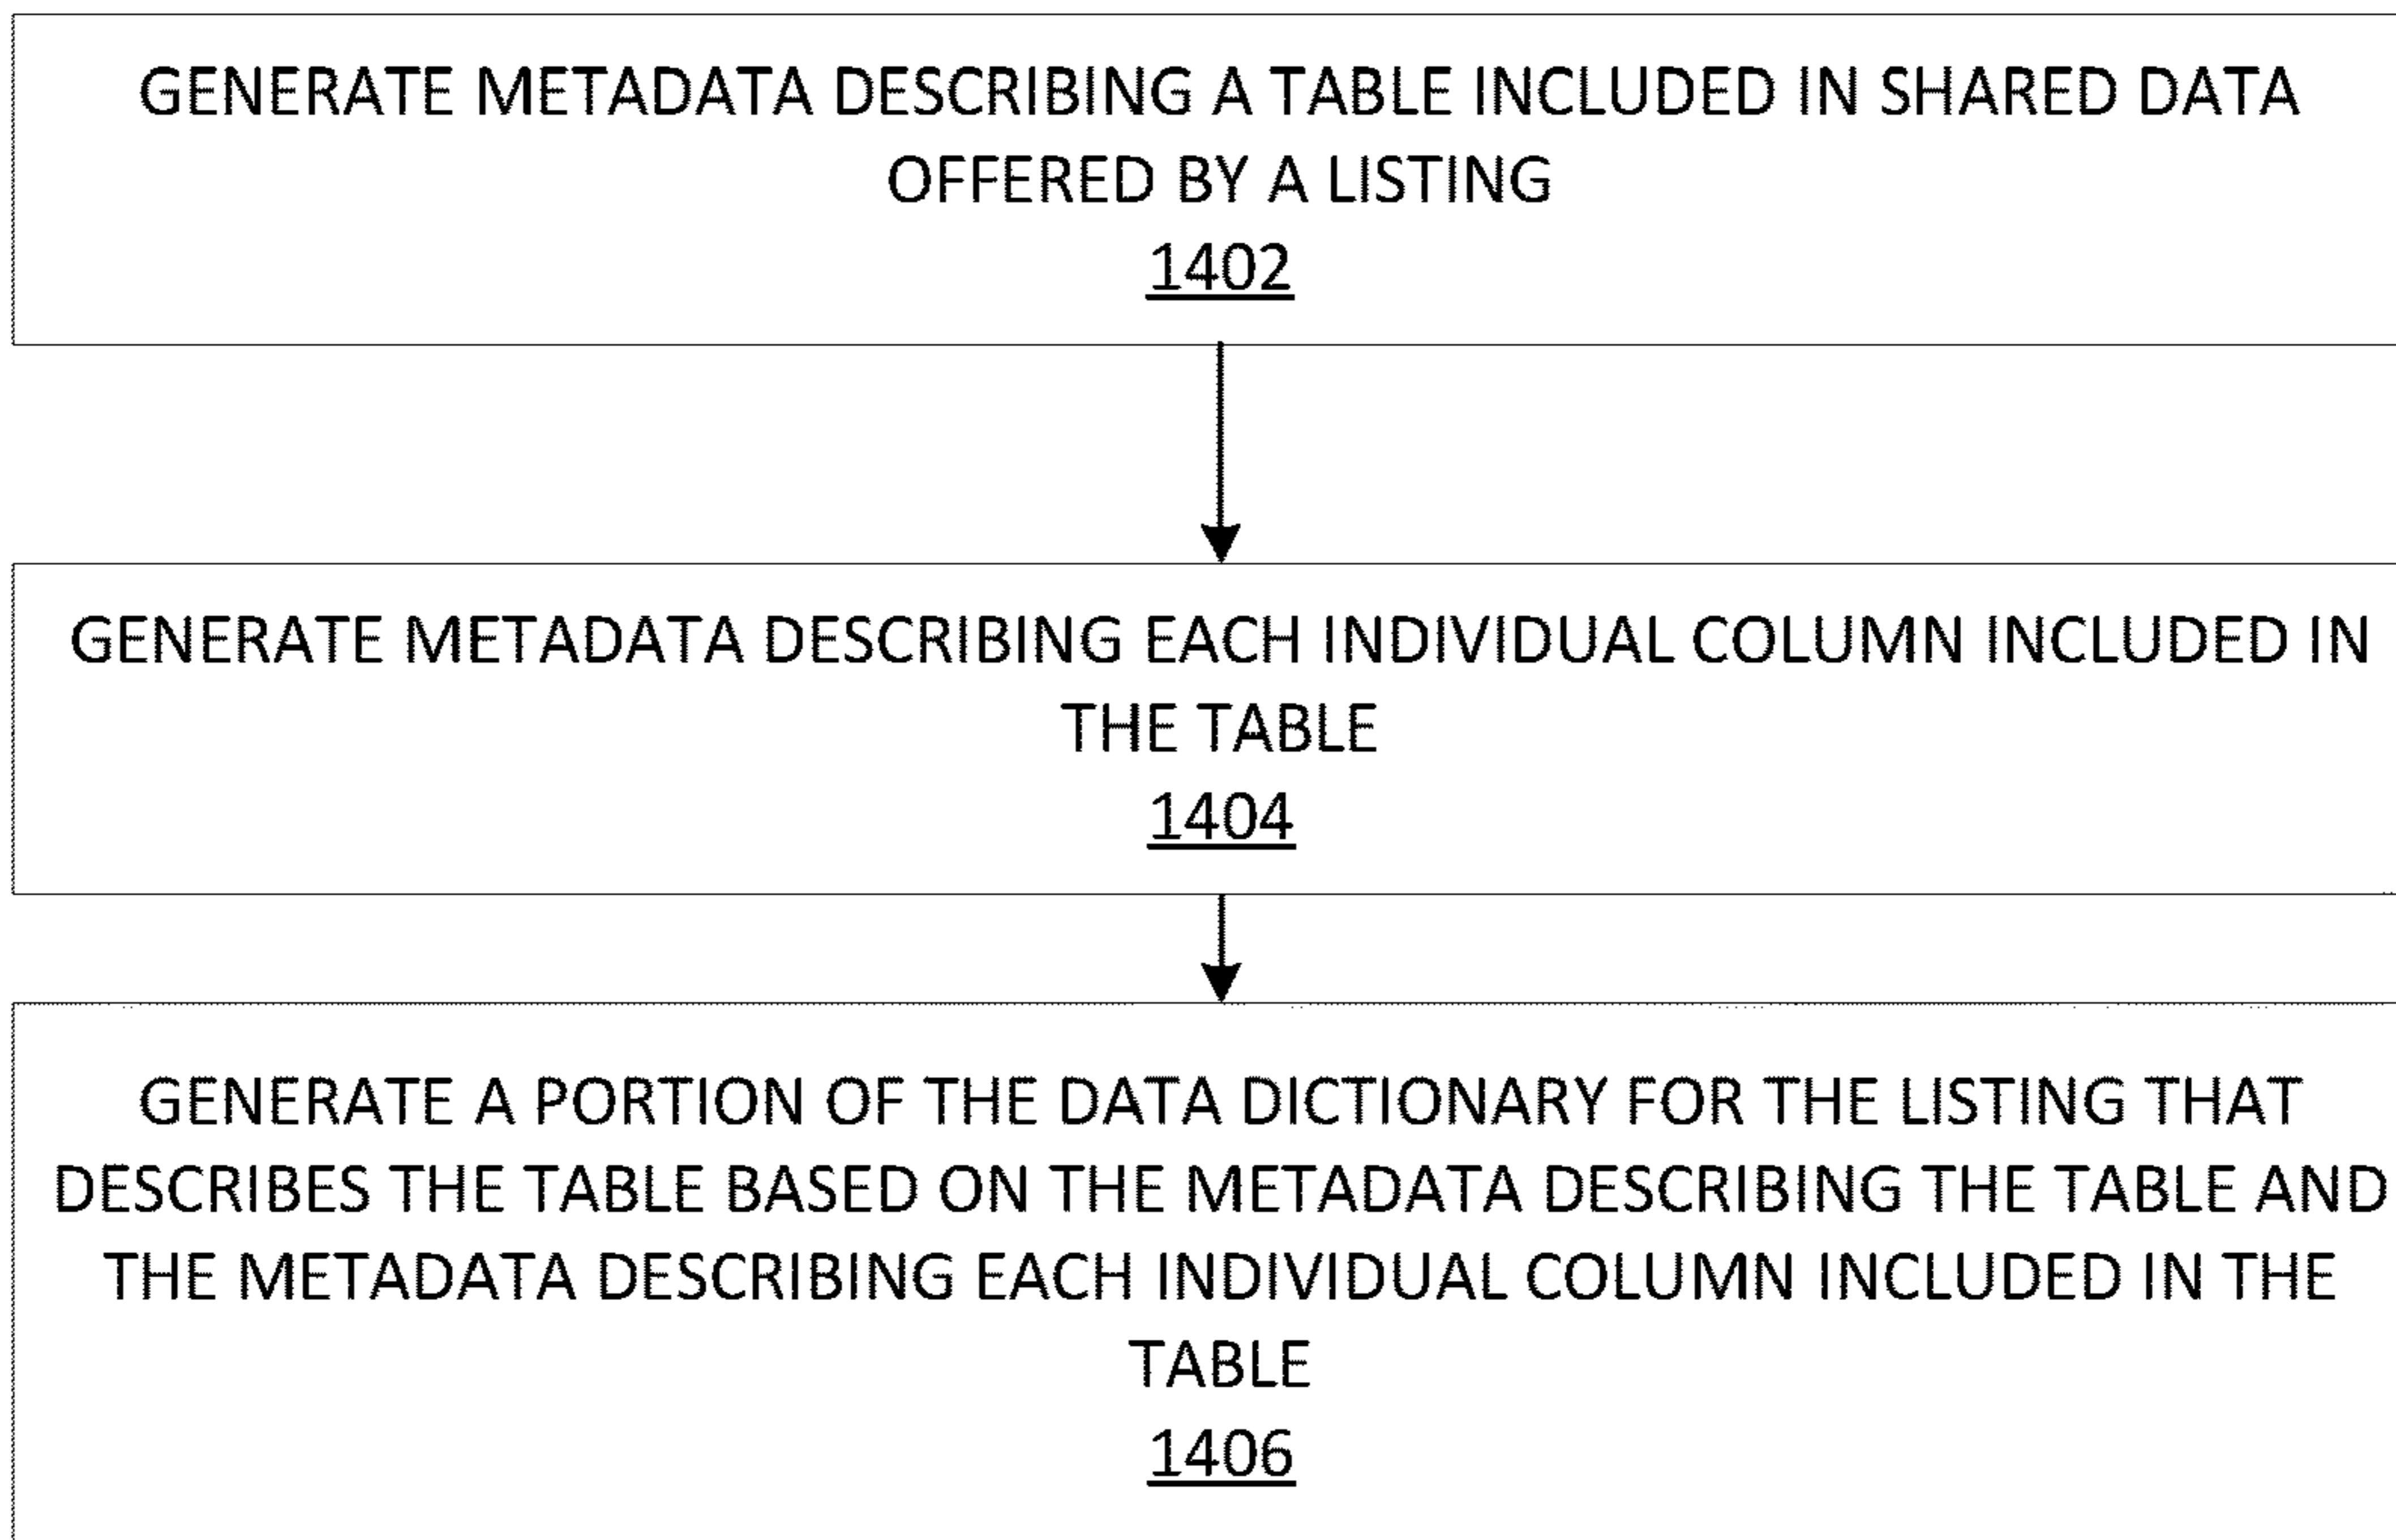 GENERATE METADATA DESCRIBING A TABLE INCLUDED IN SHARED DATA
OFFERED BY A LISTING
1402
GENERATE METADATA DESCRIBING EACH INDIVIDUAL COLUMN INCLUDED IN
THE TABLE
1404
GENERATE A PORTION OF THE DATA DICTIONARY FOR THE LISTING THAT
DESCRIBES THE TABLE BASED ON THE METADATA DESCRIBING THE TABLE AND
THE METADATA DESCRIBING EACH INDIVIDUAL COLUMN INCLUDED IN THE
TABLE
1406